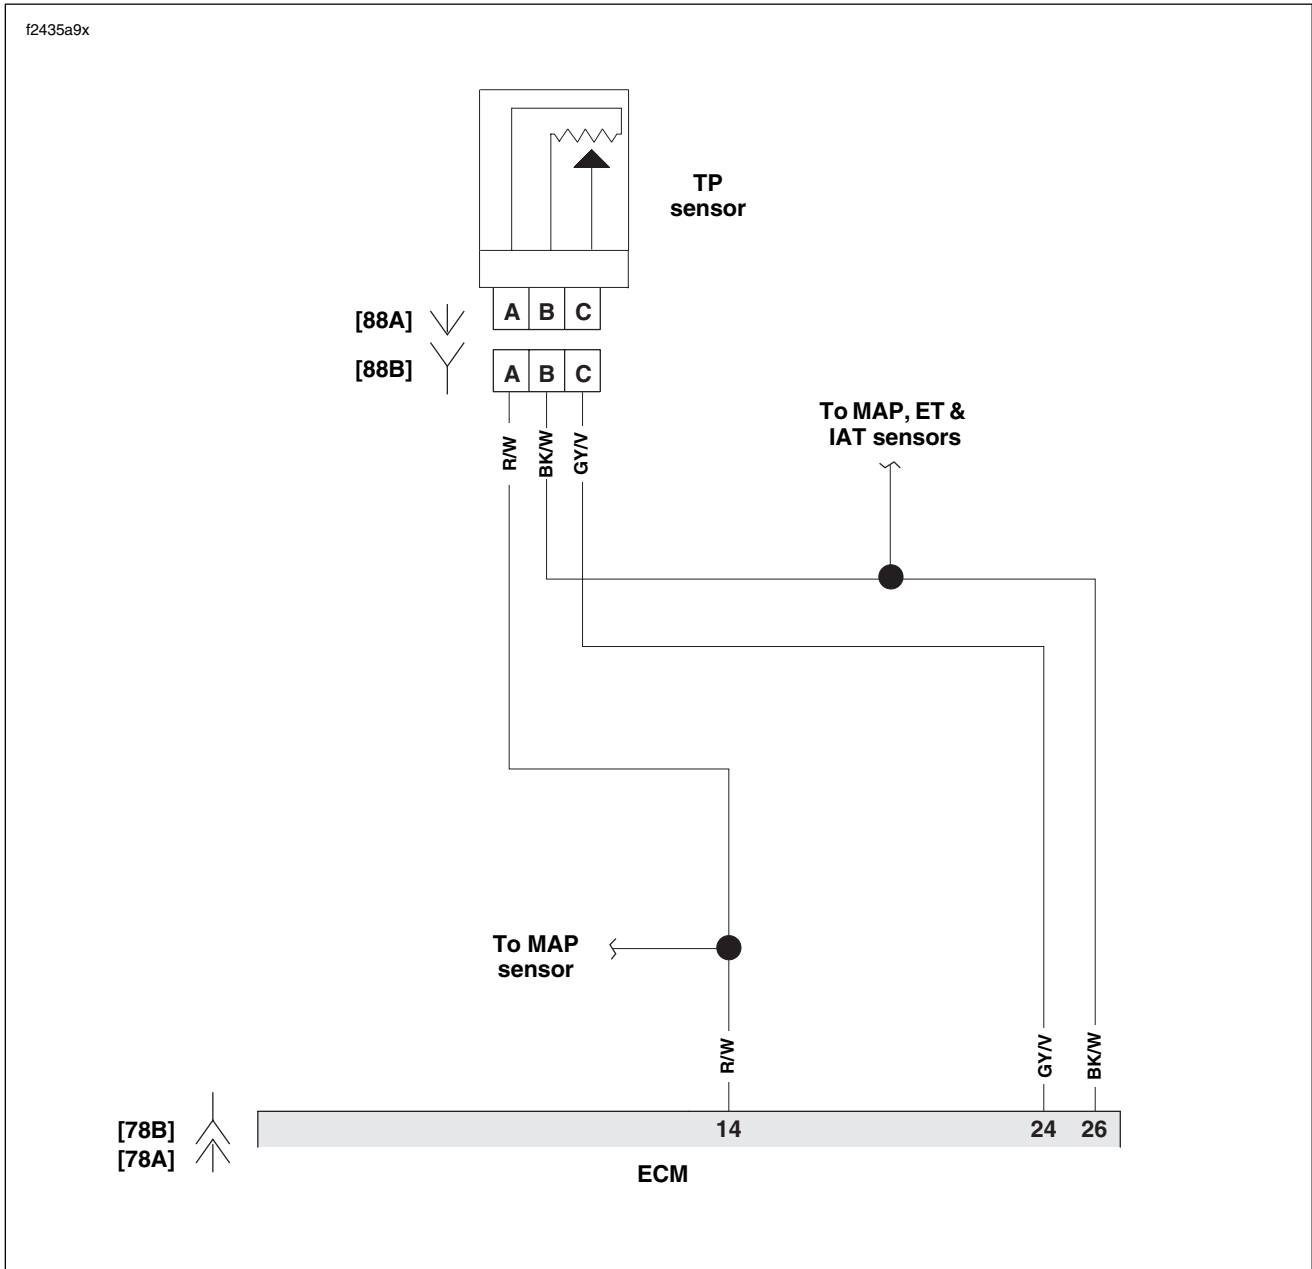 f2435a9x
TP
sensor
[88A]
A B C
[88B]
A B C
R/W
BK/W
GY/V
To MAP, ET &
IAT sensors
To MAP
sensor
R/W
GY/V
BK/W
[78B]
[78A]
14
24
26
ECM